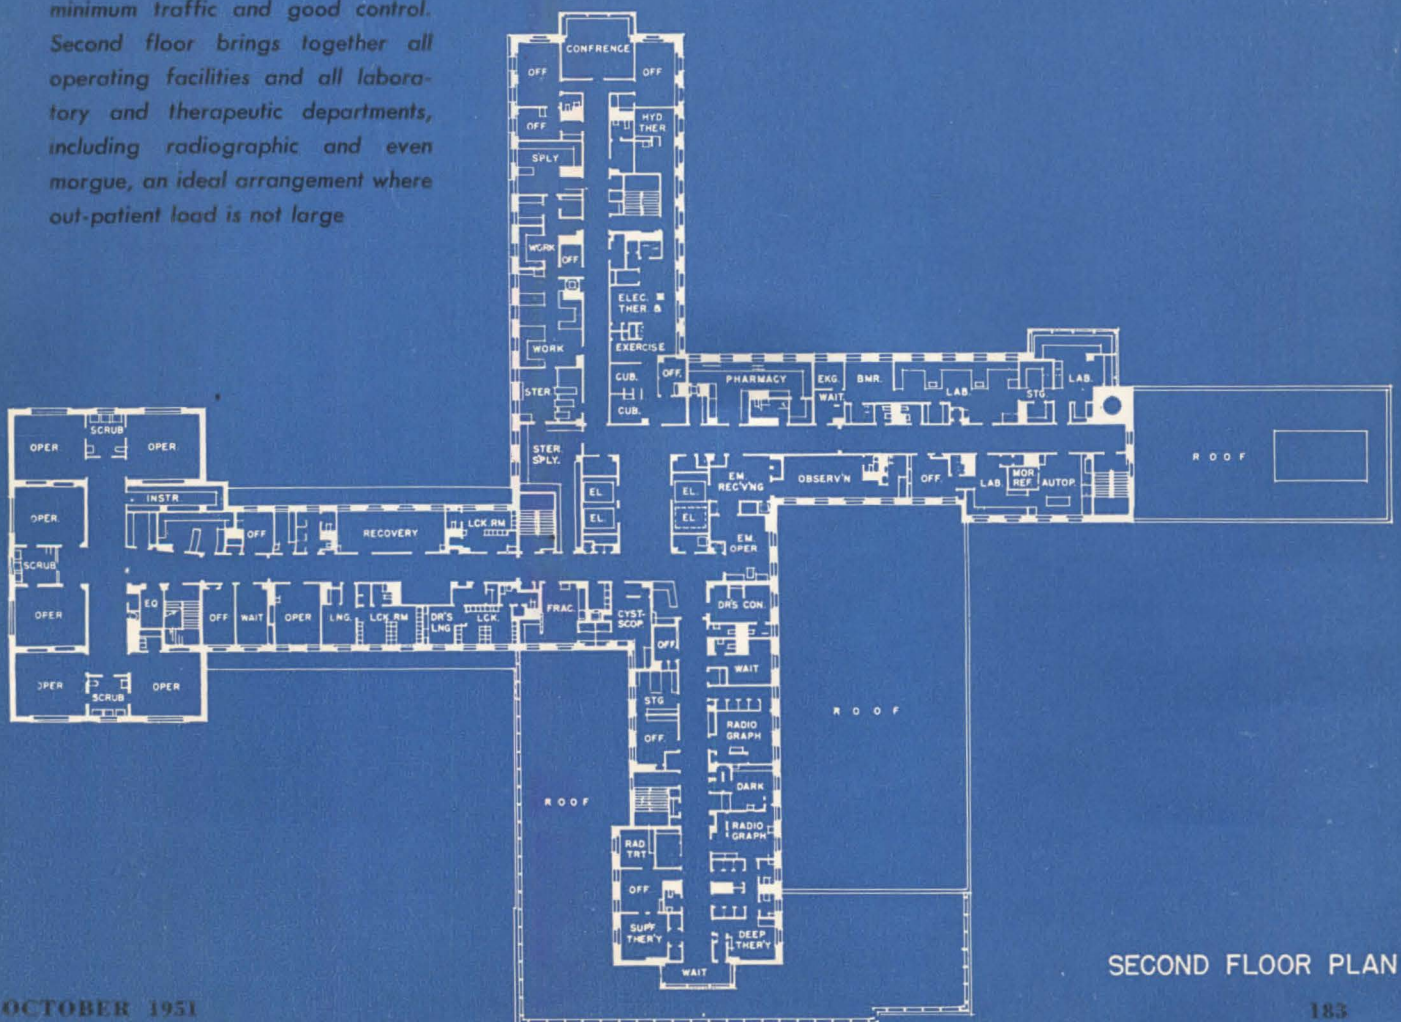 minimum traffic and good control.
Second floor brings together all
operating facilities and all labora-
tory and therapeutic departments,
including radiographic and even
morgue, an ideal arrangement where
out-patient load is not large
CONFRENCE
OFF
OFF
OFF
HYD
THER
SPLY
WORK
OFF
ELEC.
THER. &
EXERCISE
WORK
CUB.
OFF.
STER
CUB.
PHARMACY
EKG.
WAIT
BMR.
LAB.
STG.
LAB.
STER
SPLY.
EL.
EL.
EL.
EL.
EM.
REC'V'NG
OBSERV'N
OFF.
LAB.
MOR
REF.
AUTOP.
ROOF
OPER
SCRUB
OPER.
INSTR.
OPER.
OFF
RECOVERY
LCK.RM
EM.
OPER
SCRUB
OPER
EQ
OFF
WAIT
OPER
LNG.
LCK.RM
DR'S
LNG
LCK.
FRAC.
CYST-
SCOP
DR'S CON.
OFF
WAIT
OPER
SCRUB
OPER
STG
OFF.
RADIO
GRAPH
ROOF
DARK
ROOF
RADIO
GRAPH
RAD
TRT
OFF
SUPF
THER'Y
DEEP
THER'Y
WAIT
SECOND FLOOR PLAN
OCTOBER 1951
183